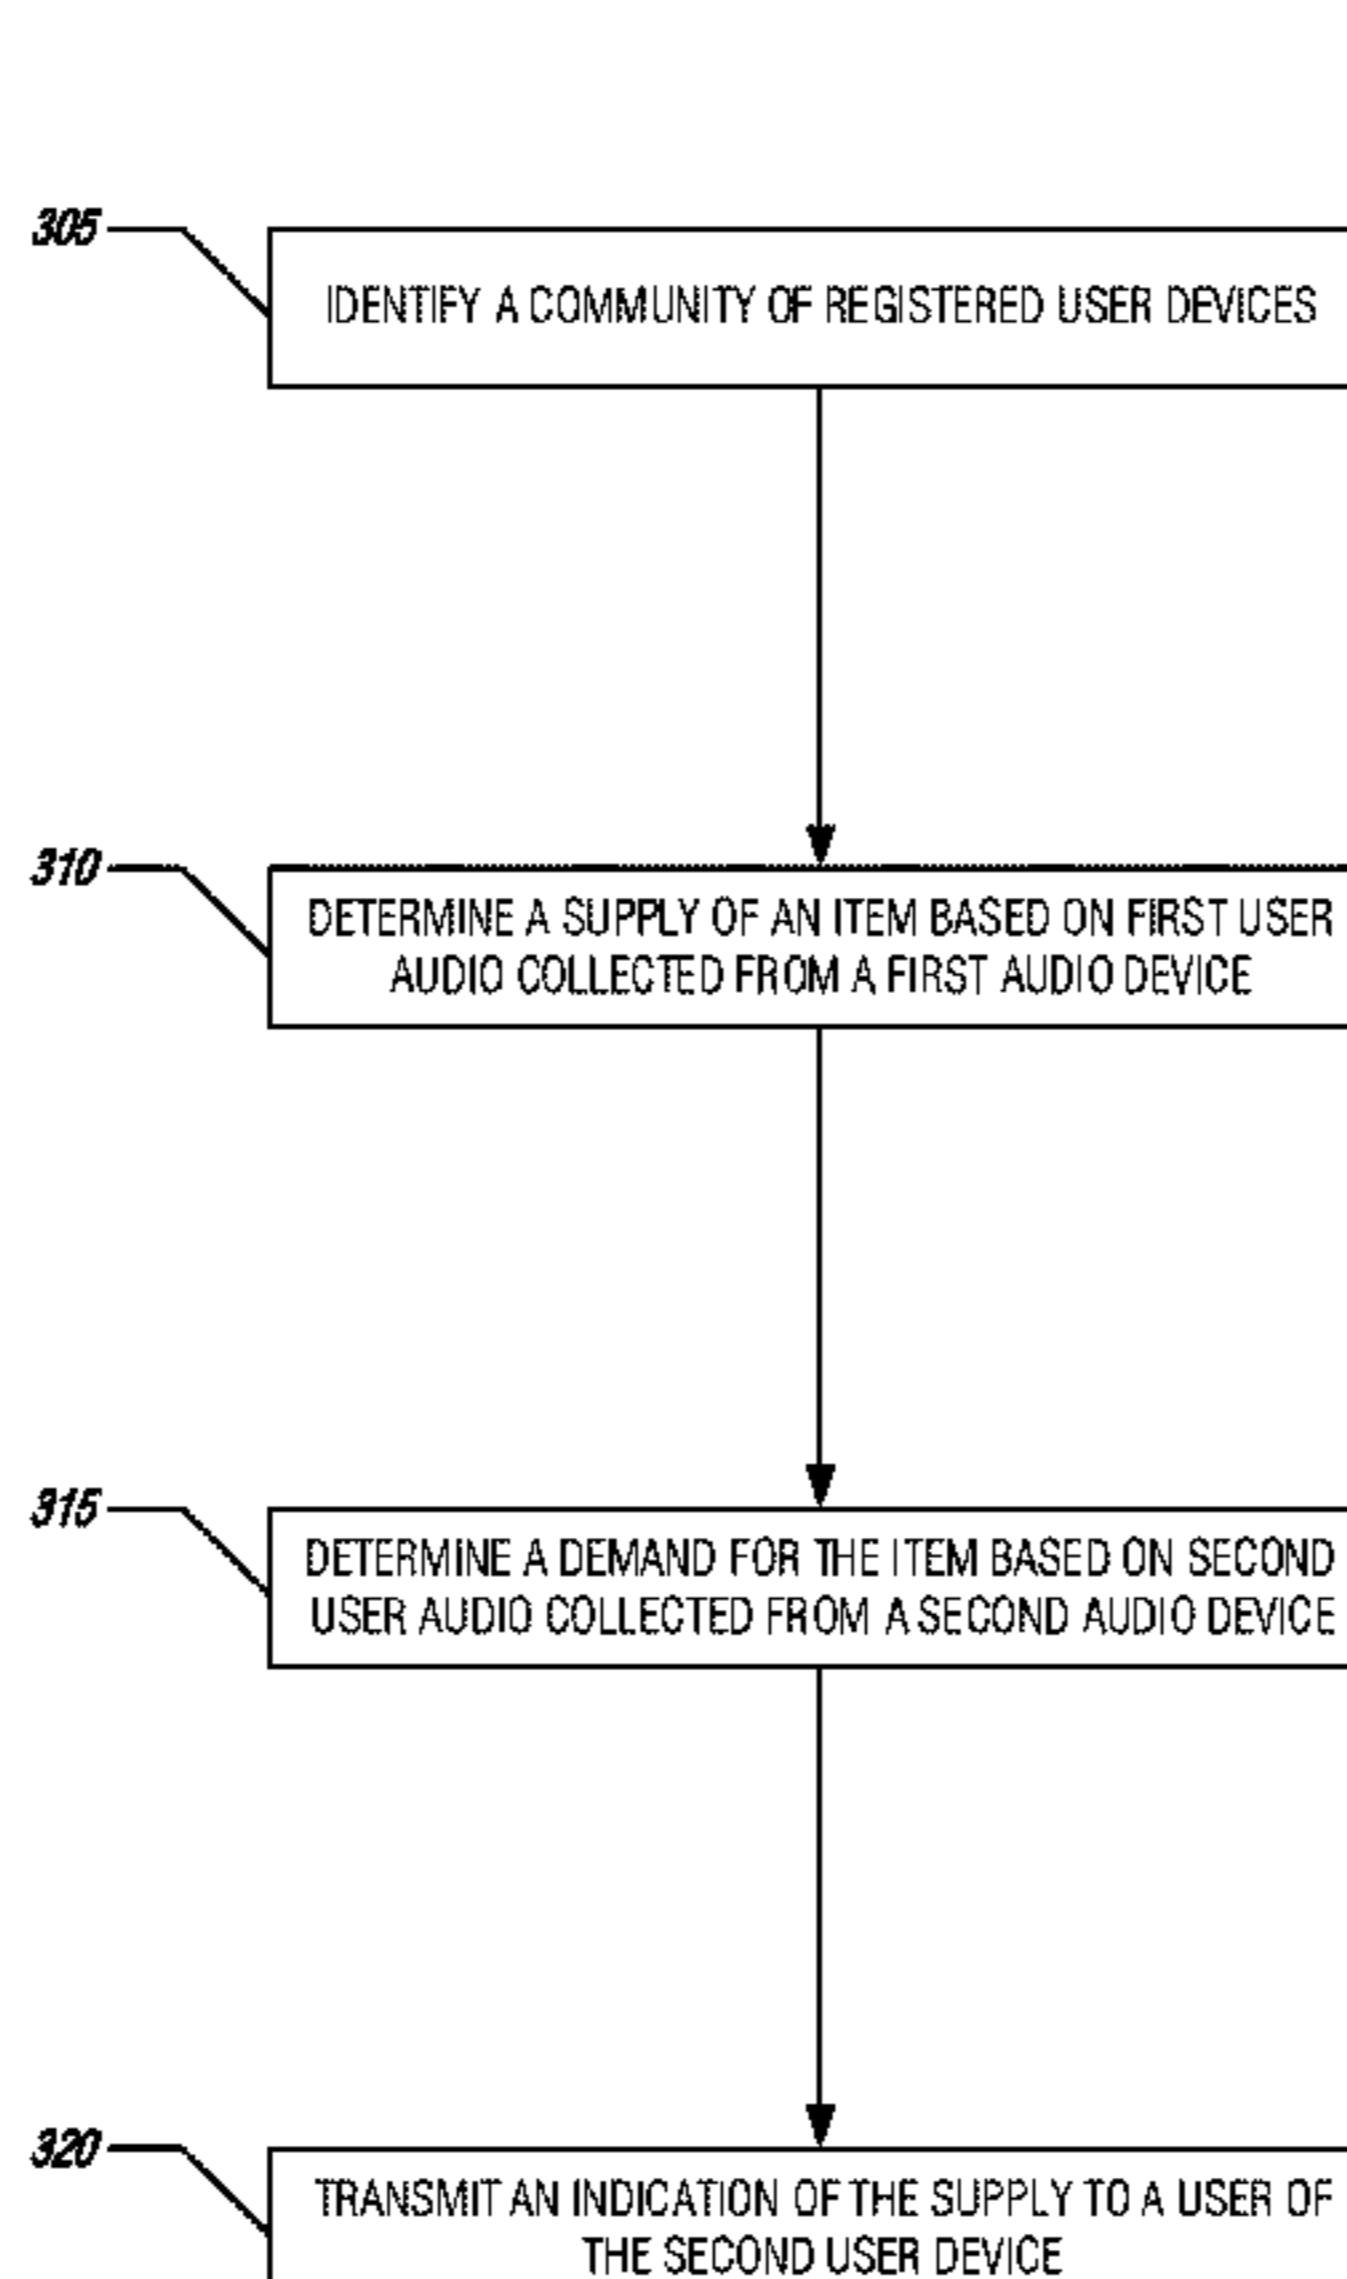 305
IDENTIFY A COMMUNITY OF REGISTERED USER DEVICES
310
DETERMINE A SUPPLY OF AN ITEM BASED ON FIRST USER
AUDIO COLLECTED FROM A FIRST AUDIO DEVICE
315
DETERMINE A DEMAND FOR THE ITEM BASED ON SECOND
USER AUDIO COLLECTED FROM A SECOND AUDIO DEVICE
320
TRANSMIT AN INDICATION OF THE SUPPLY TO A USER OF
THE SECOND USER DEVICE